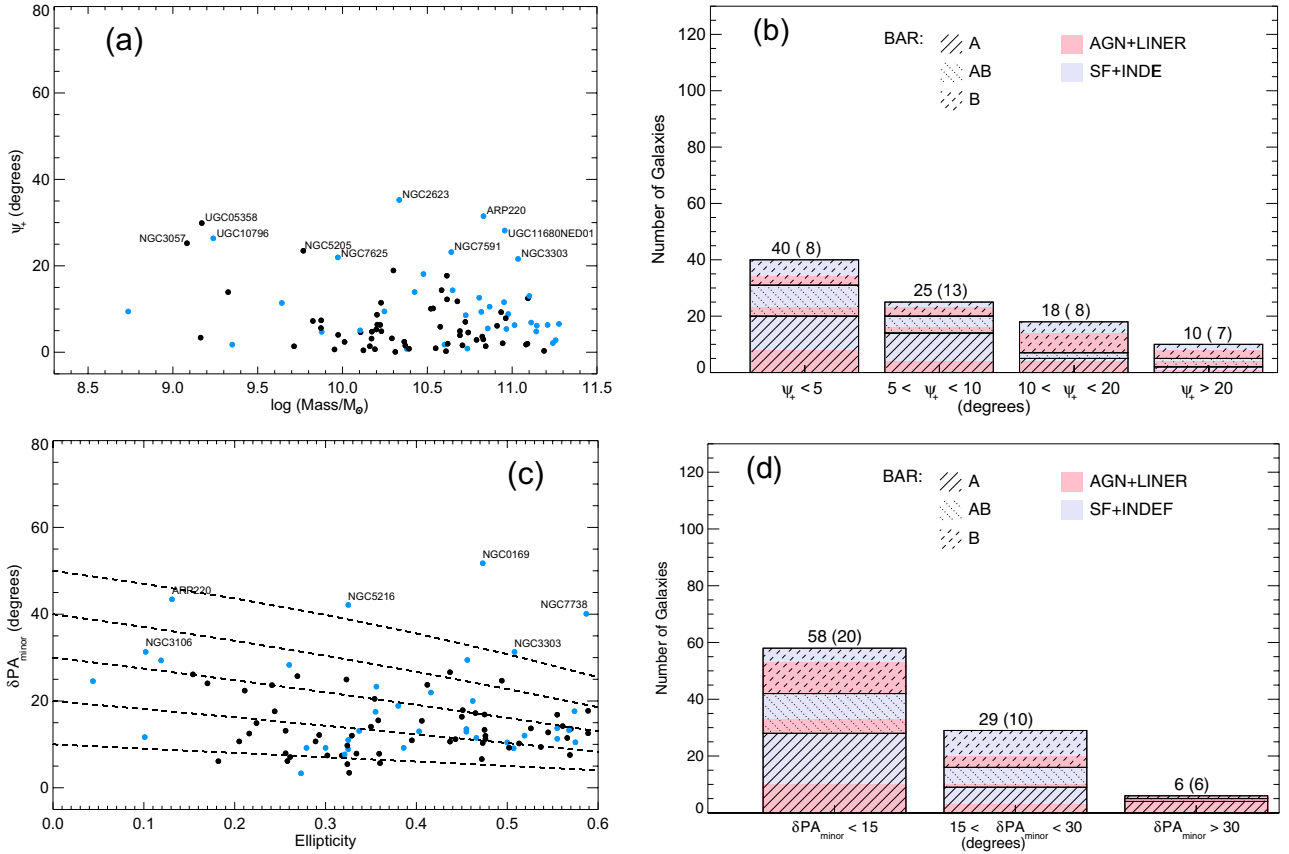 (a)
80
60
40
20
0
ψ+ (degrees)
NGC2623
ARP220
UGC05358
UGC11680NED01
UGC10796
NGC3057
NGC5205
NGC7625
NGC7591
NGC3303
8.5 9.0 9.5 10.0 10.5 11.0 11.5
log (Mass/M⊙)
(b)
BAR: A AGN+LINER
AB SF+INDE
B
120
100
80
60
40
20
0
Number of Galaxies
40 ( 8)
25 (13)
18 ( 8)
10 ( 7)
ψ+ < 5 5 < ψ+ < 10 10 < ψ+ < 20 ψ+ > 20
(degrees)
(c)
80
60
40
20
0
δPAminor (degrees)
NGC0169
ARP220
NGC5216
NGC7738
NGC3106
NGC3303
0.0 0.1 0.2 0.3 0.4 0.5 0.6
Ellipticity
(d)
BAR: A AGN+LINER
AB SF+INDEF
B
120
100
80
60
40
20
0
Number of Galaxies
58 (20)
29 (10)
6 (6)
δPAminor < 15 15 < δPAminor < 30 δPAminor > 30
(degrees)